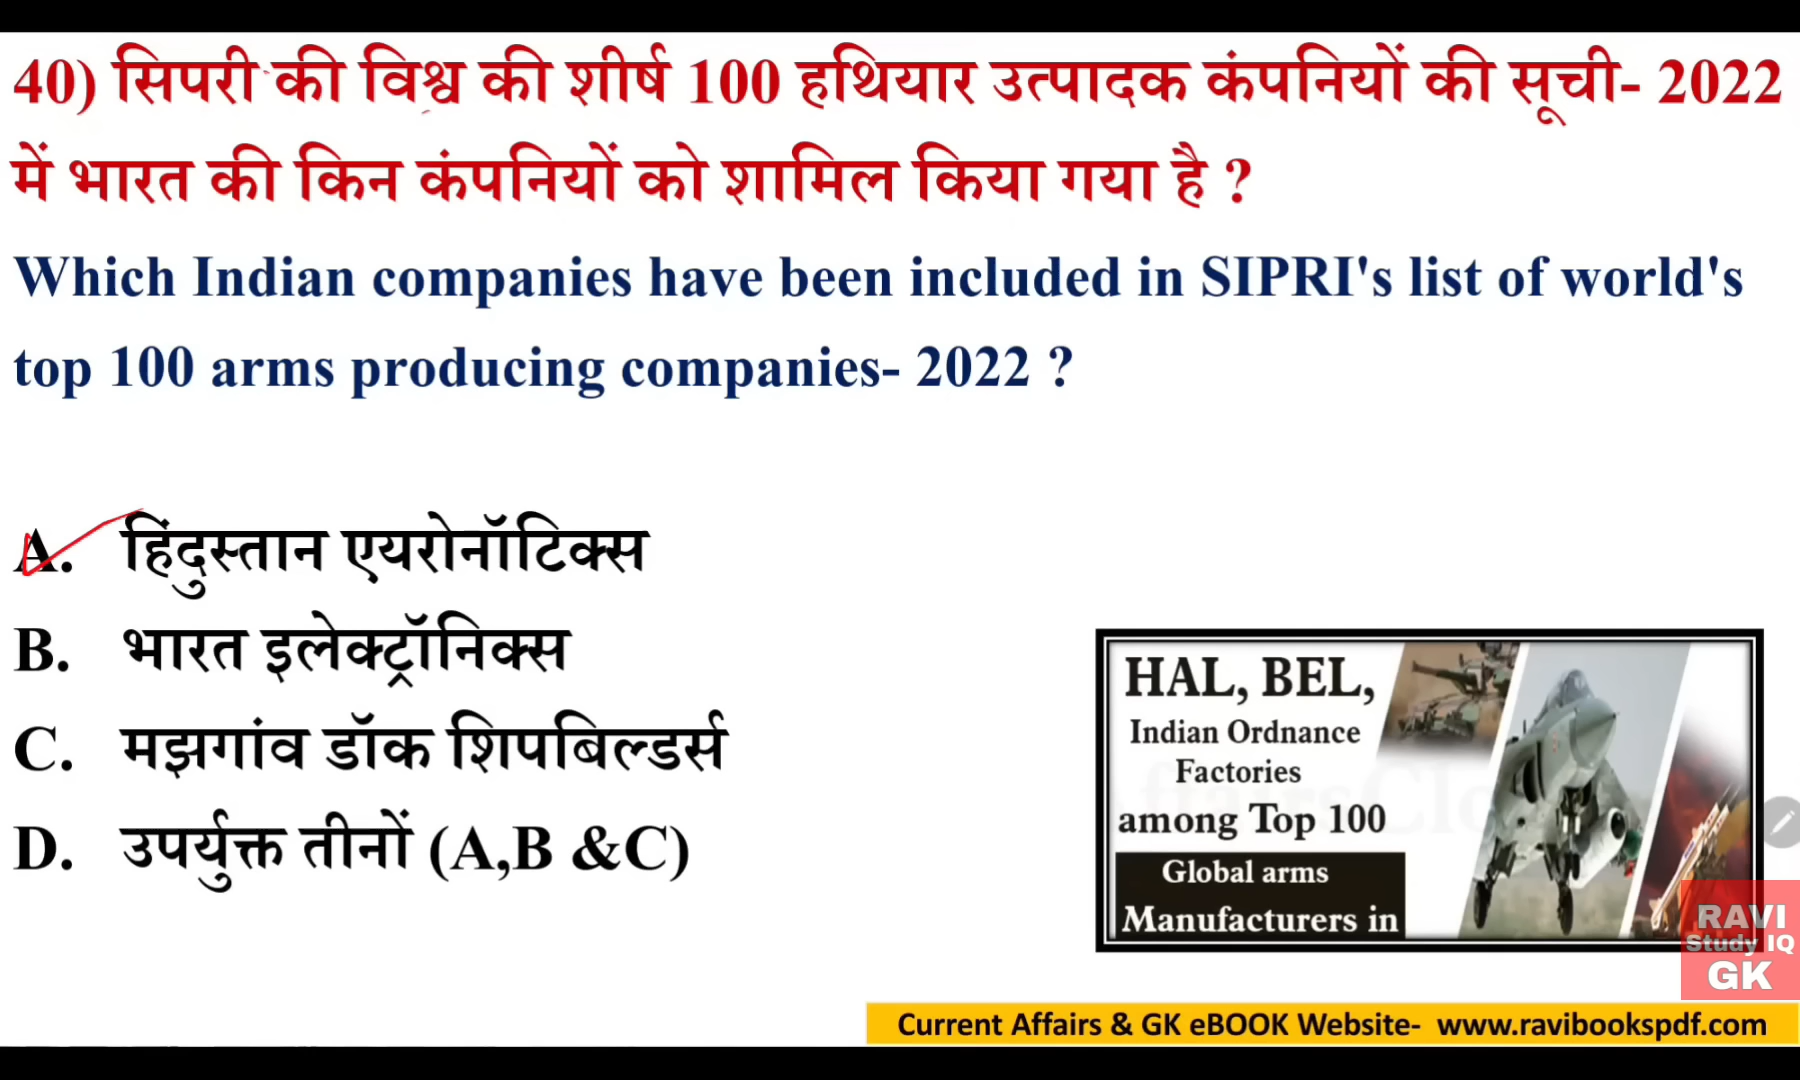 40) सिपरी की विश्व की शीर्ष 100 हथियार उत्पादक कंपनियों की सूची- 2022
में भारत की किन कंपनियों को शामिल किया गया है ?
Which Indian companies have been included in SIPRI's list of world's
top 100 arms producing companies- 2022 ?
A. हिंदुस्तान एयरोनॉटिक्स
B. भारत इलेक्ट्रॉनिक्स
C. मझगांव डॉक शिपबिल्डर्स
D. उपर्युक्त तीनों (A,B &C)
HAL, BEL,
Indian Ordnance
Factories
among Top 100
Global arms
Manufacturers in
RAVI
Study IQ
GK
Current Affairs & GK eBOOK Website- www.ravibookspdf.com